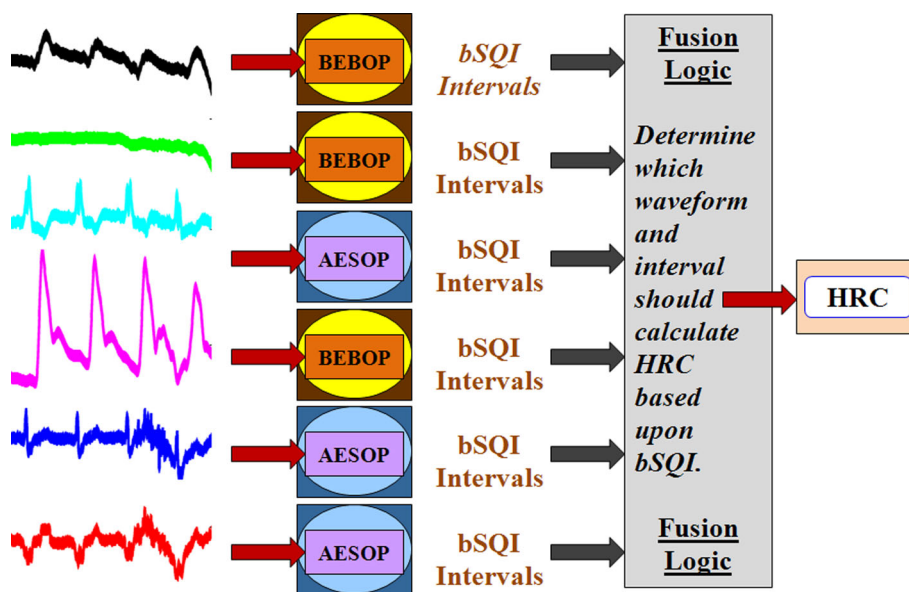 BEBOP
bSQI
Intervals
BEBOP
bSQI
Intervals
AESOP
bSQI
Intervals
BEBOP
bSQI
Intervals
AESOP
bSQI
Intervals
AESOP
bSQI
Intervals
Fusion
Logic
Determine
which
waveform
and
interval
should
calculate
HRC
based
upon
bSQI.
Fusion
Logic
HRC